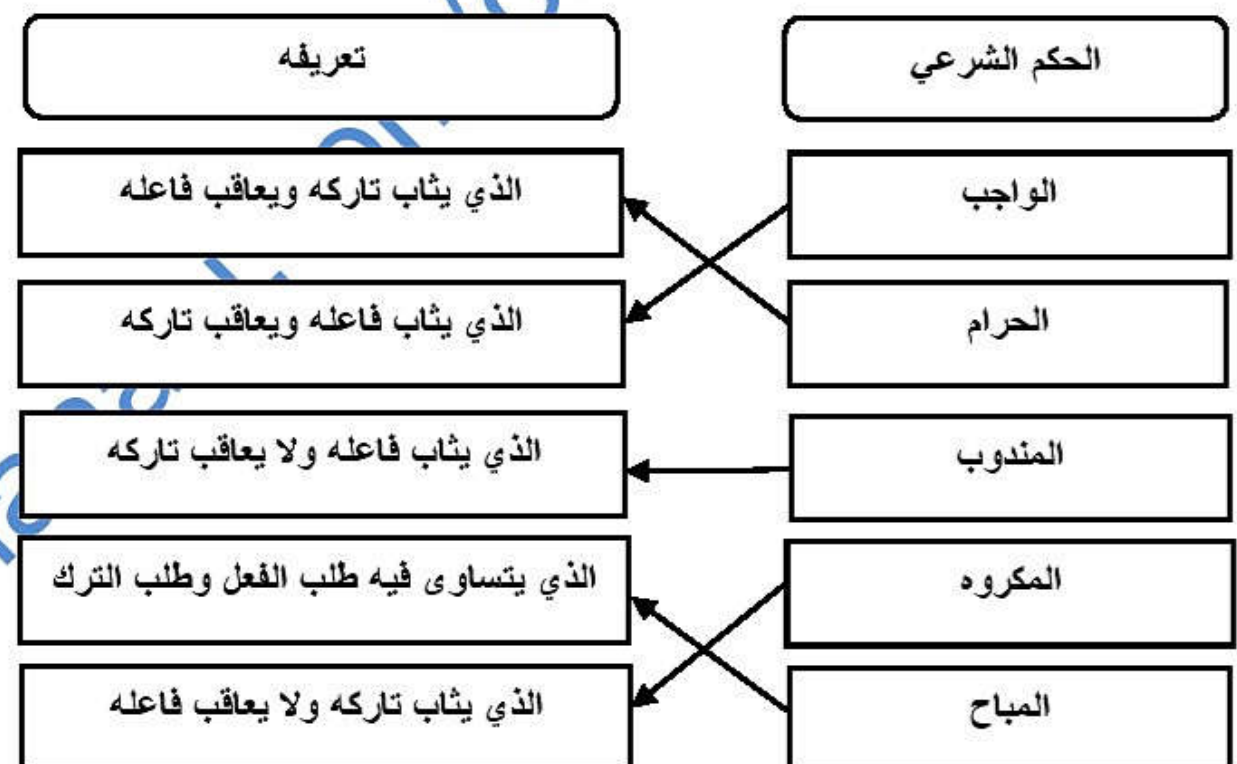 الحكم الشرعي
تعريفه
الواجب
الذي يثاب تاركه ويعاقب فاعله
الحرام
الذي يثاب فاعله ويعاقب تاركه
المندوب
الذي يثاب فاعله ولا يعاقب تاركه
المكروه
الذي يتساوى فيه طلب الفعل وطلب الترك
المباح
الذي يثاب تاركه ولا يعاقب فاعله